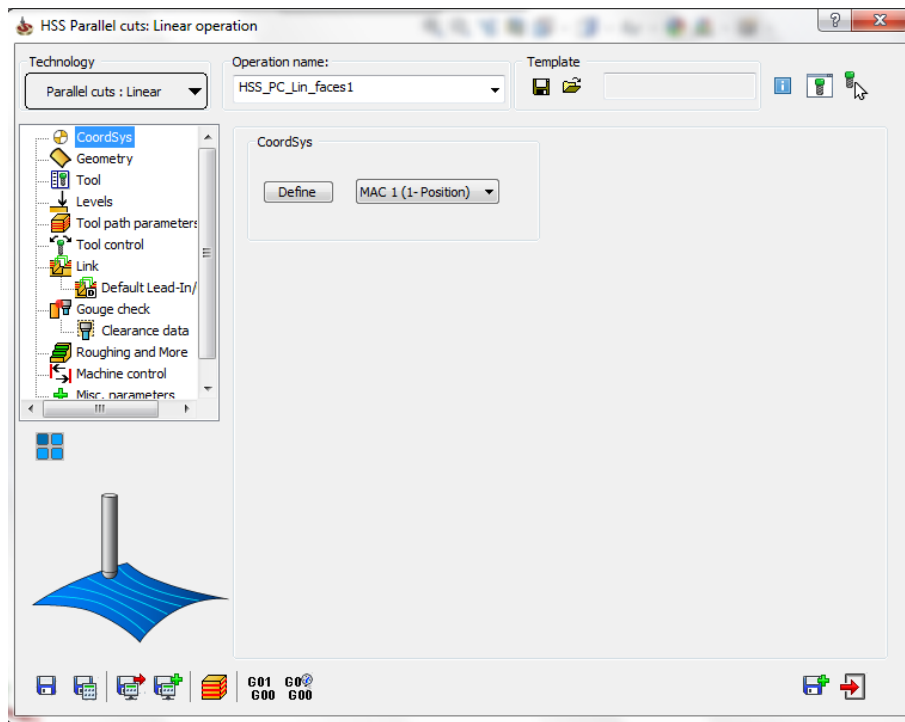 HSS Parallel cuts: Linear operation
Technology
Parallel cuts : Linear
Operation name:
HSS_PC_Lin_faces1
Template
CoordSys
Geometry
Tool
Levels
Tool path parameters
Tool control
Link
Default Lead-In/
Gouge check
Clearance data
Roughing and More
Machine control
Misc. parameters
CoordSys
Define
MAC 1 (1- Position)
G01 G0
G00 G00